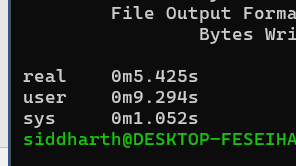 File Output Forma
Bytes Wri
real 0m5.425s
user 0m9.294s
sys 0m1.052s
siddharth@DESKTOP-FESEIHA